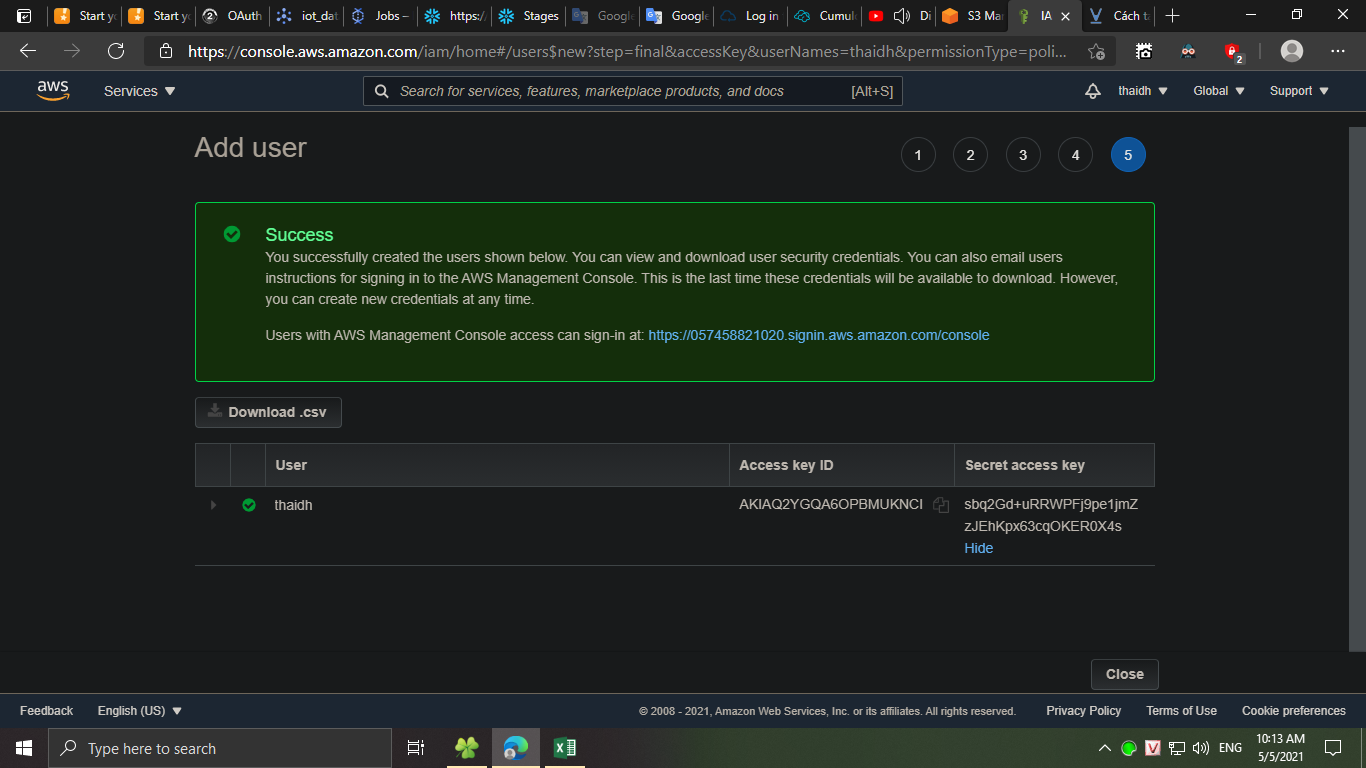 Start yo
Start yo
OAuth
iot_dat
Jobs –
https:/
Stages
Google
Google
Log in
Cumul
Di
S3 Ma
IA
Cách t
https://console.aws.amazon.com/iam/home#/users$new?step=final&accessKey&userNames=thaidh&permissionType=poli...
2
aws
Services
Search for services, features, marketplace products, and docs
[Alt+S]
thaidh
Global
Support
Add user
1
2
3
4
5
Success
You successfully created the users shown below. You can view and download user security credentials. You can also email users
instructions for signing in to the AWS Management Console. This is the last time these credentials will be available to download. However,
you can create new credentials at any time.
Users with AWS Management Console access can sign-in at: https://057458821020.signin.aws.amazon.com/console
Download .csv
User
Access key ID
Secret access key
thaidh
AKIAQ2YGQA6OPBMUKNCI
sbq2Gd+uRRWPFj9pe1jmZ
zJEhKpx63cqOKER0X4s
Hide
Close
Feedback
English (US)
© 2008 - 2021, Amazon Web Services, Inc. or its affiliates. All rights reserved.
Privacy Policy
Terms of Use
Cookie preferences
Type here to search
ENG
10:13 AM
5/5/2021